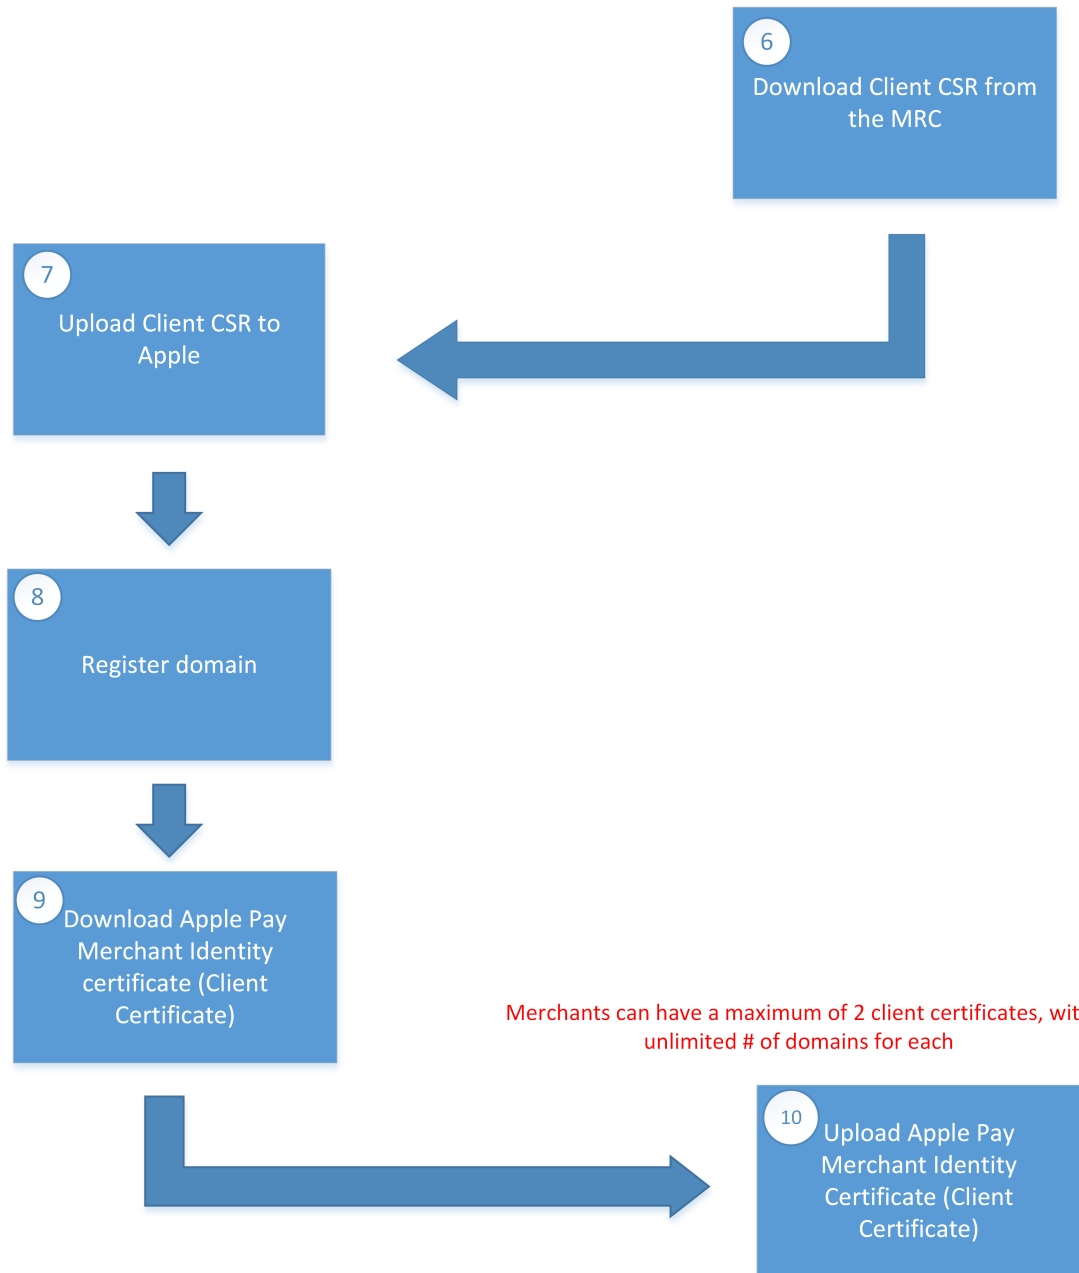 6
Download Client CSR from
the MRC
7
Upload Client CSR to
Apple
8
Register domain
9
Download Apple Pay
Merchant Identity
certificate (Client
Certificate)
Merchants can have a maximum of 2 client certificates, wit
unlimited # of domains for each
10
Upload Apple Pay
Merchant Identity
Certificate (Client
Certificate)